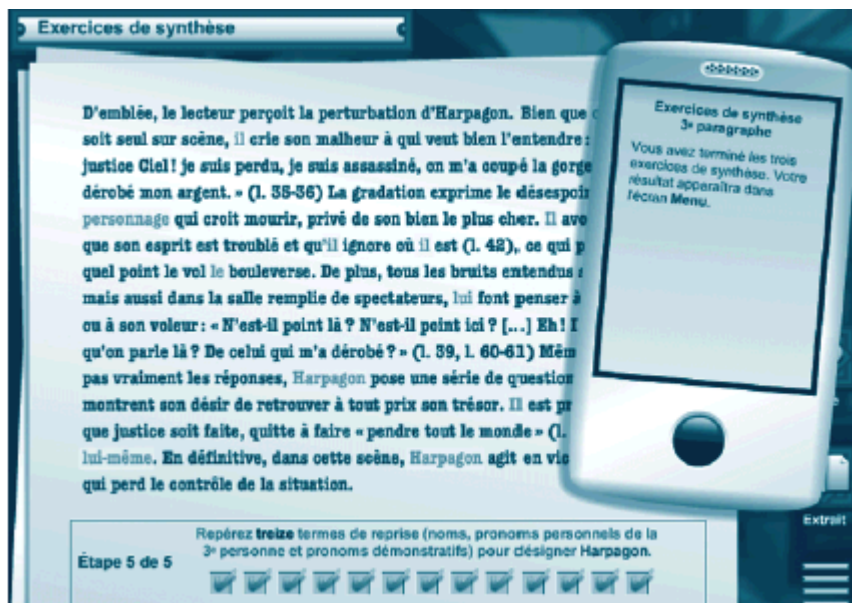 Exercices de synthèse
D'emblée, le lecteur perçoit la perturbation d'Harpagon. Bien que
soit seul sur scène, il crie son malheur à qui veut bien l'entendre :
justice Ciel! je suis perdu, je suis assassiné, on m'a coupé la gorge
dérobé mon argent. » (l. 35-36) La gradation exprime le désespoir
personnage qui croit mourir, privé de son bien le plus cher. Il
que son esprit est troublé et qu'il ignore où il est (l. 42), ce qui
quel point le vol le bouleverse. De plus, tous les bruits entendus
mais aussi dans la salle remplie de spectateurs, lui font penser à
ou à son voleur : « N'est-il point là ? N'est-il point ici ? [...] Eh!
qu'on parle là ? De celui qui m'a dérobé ? » (l. 39, l. 60-61)
pas vraiment les réponses, Harpagon pose une série de question
montrent son désir de retrouver à tout prix son trésor. Il est
que justice soit faite, quitte à faire « pendre tout le monde » (l.
lui-même. En définitive, dans cette scène, Harpagon agit en
qui perd le contrôle de la situation.
Exercices de synthèse
3e paragraphe
Vous avez terminé les trois
exercices de synthèse. Votre
résultat apparaîtra dans
l'écran Menu.
Extrait
Étape 5 de 5
Repérez treize termes de reprise (noms, pronoms personnels de la
3e personne et pronoms démonstratifs) pour désigner Harpagon.